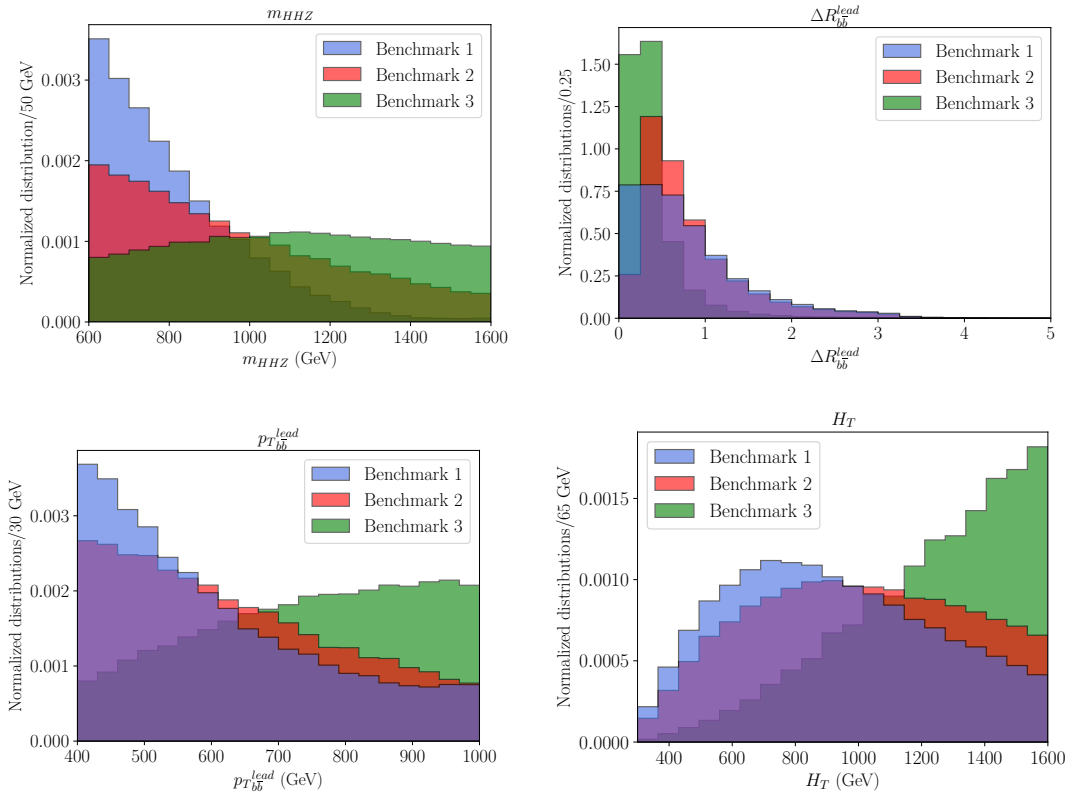 m_{HHZ}
Normalized distribution/50 GeV
0.003
0.002
0.001
0.000
Benchmark 1
Benchmark 2
Benchmark 3
600 800 1000 1200 1400 1600
m_{HHZ} (GeV)
ΔR_{bb̄}^{lead}
Normalized distributions/0.25
1.50
1.25
1.00
0.75
0.50
0.25
0.00
Benchmark 1
Benchmark 2
Benchmark 3
0 1 2 3 4 5
ΔR_{bb̄}^{lead}
p_{T_{bb̄}}^{lead}
Normalized distributions/30 GeV
0.003
0.002
0.001
0.000
Benchmark 1
Benchmark 2
Benchmark 3
400 500 600 700 800 900 1000
p_{T_{bb̄}}^{lead} (GeV)
H_T
Normalized distributions/65 GeV
0.0015
0.0010
0.0005
0.0000
Benchmark 1
Benchmark 2
Benchmark 3
400 600 800 1000 1200 1400 1600
H_T (GeV)